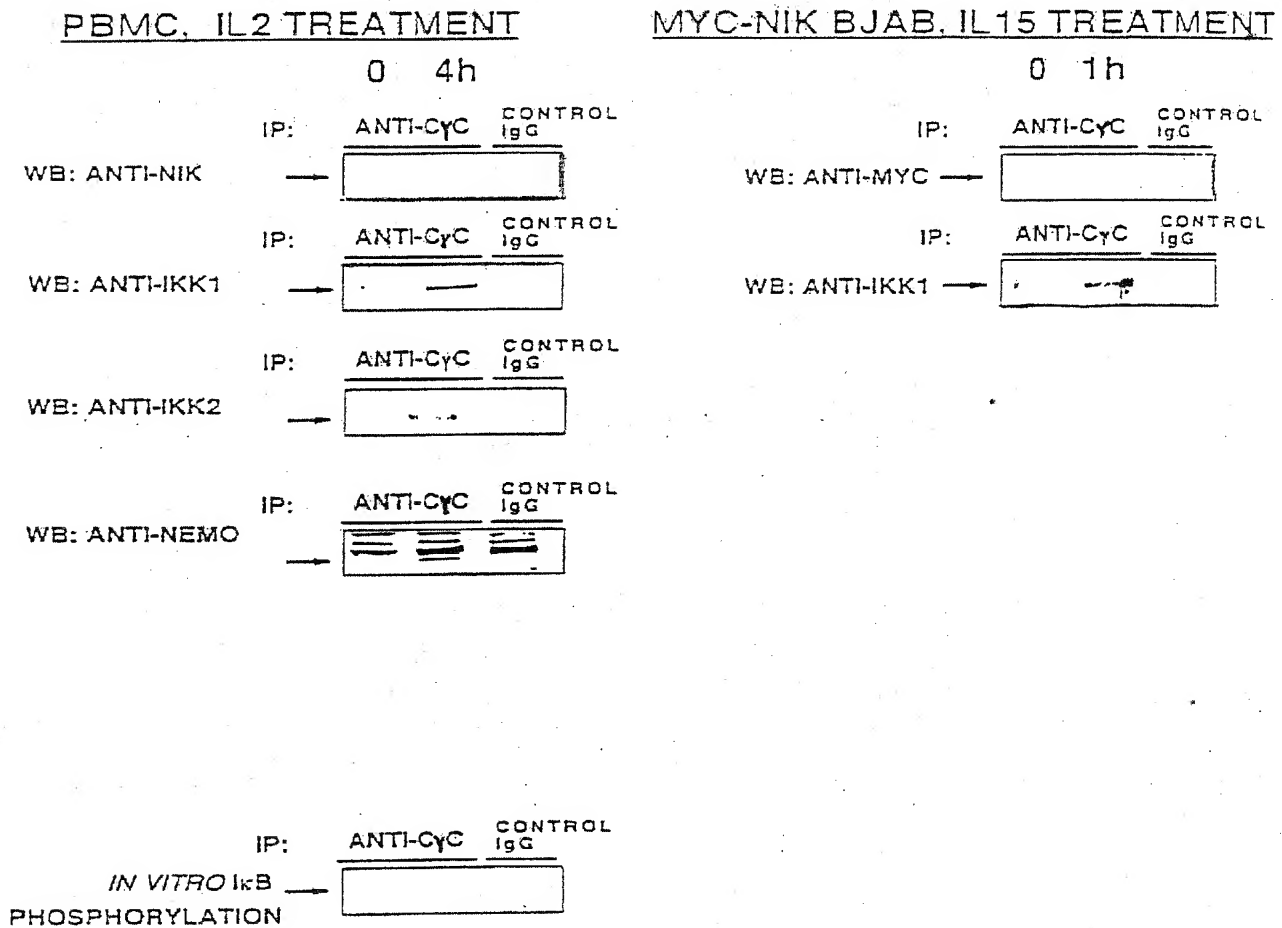 PBMC, IL2 TREATMENT
0 4h
IP: ANTI-CγC CONTROL IgG
WB: ANTI-NIK
IP: ANTI-CγC CONTROL IgG
WB: ANTI-IKK1
IP: ANTI-CγC CONTROL IgG
WB: ANTI-IKK2
IP: ANTI-CγC CONTROL IgG
WB: ANTI-NEMO
IP: ANTI-CγC CONTROL IgG
IN VITRO IκB
PHOSPHORYLATION
MYC-NIK BJAB, IL15 TREATMENT
0 1h
IP: ANTI-CγC CONTROL IgG
WB: ANTI-MYC
IP: ANTI-CγC CONTROL IgG
WB: ANTI-IKK1